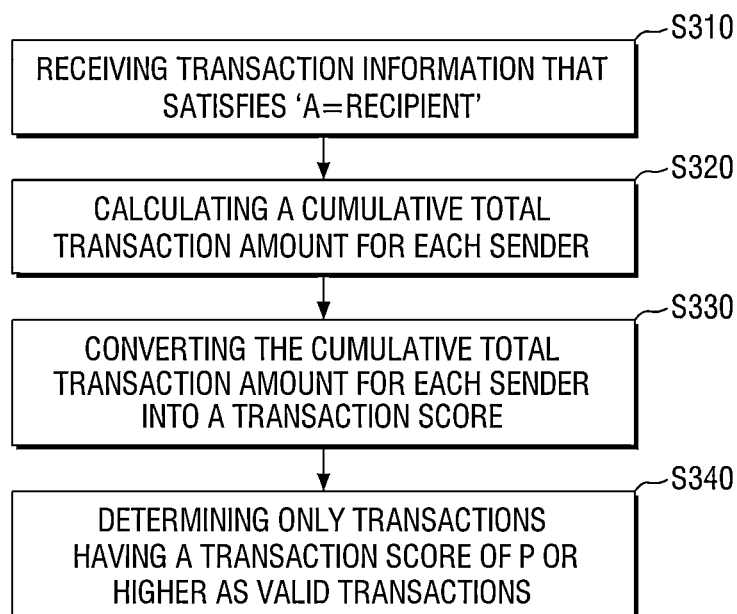 S310
RECEIVING TRANSACTION INFORMATION THAT
SATISFIES 'A=RECIPIENT'
S320
CALCULATING A CUMULATIVE TOTAL
TRANSACTION AMOUNT FOR EACH SENDER
S330
CONVERTING THE CUMULATIVE TOTAL
TRANSACTION AMOUNT FOR EACH SENDER
INTO A TRANSACTION SCORE
S340
DETERMINING ONLY TRANSACTIONS
HAVING A TRANSACTION SCORE OF P OR
HIGHER AS VALID TRANSACTIONS